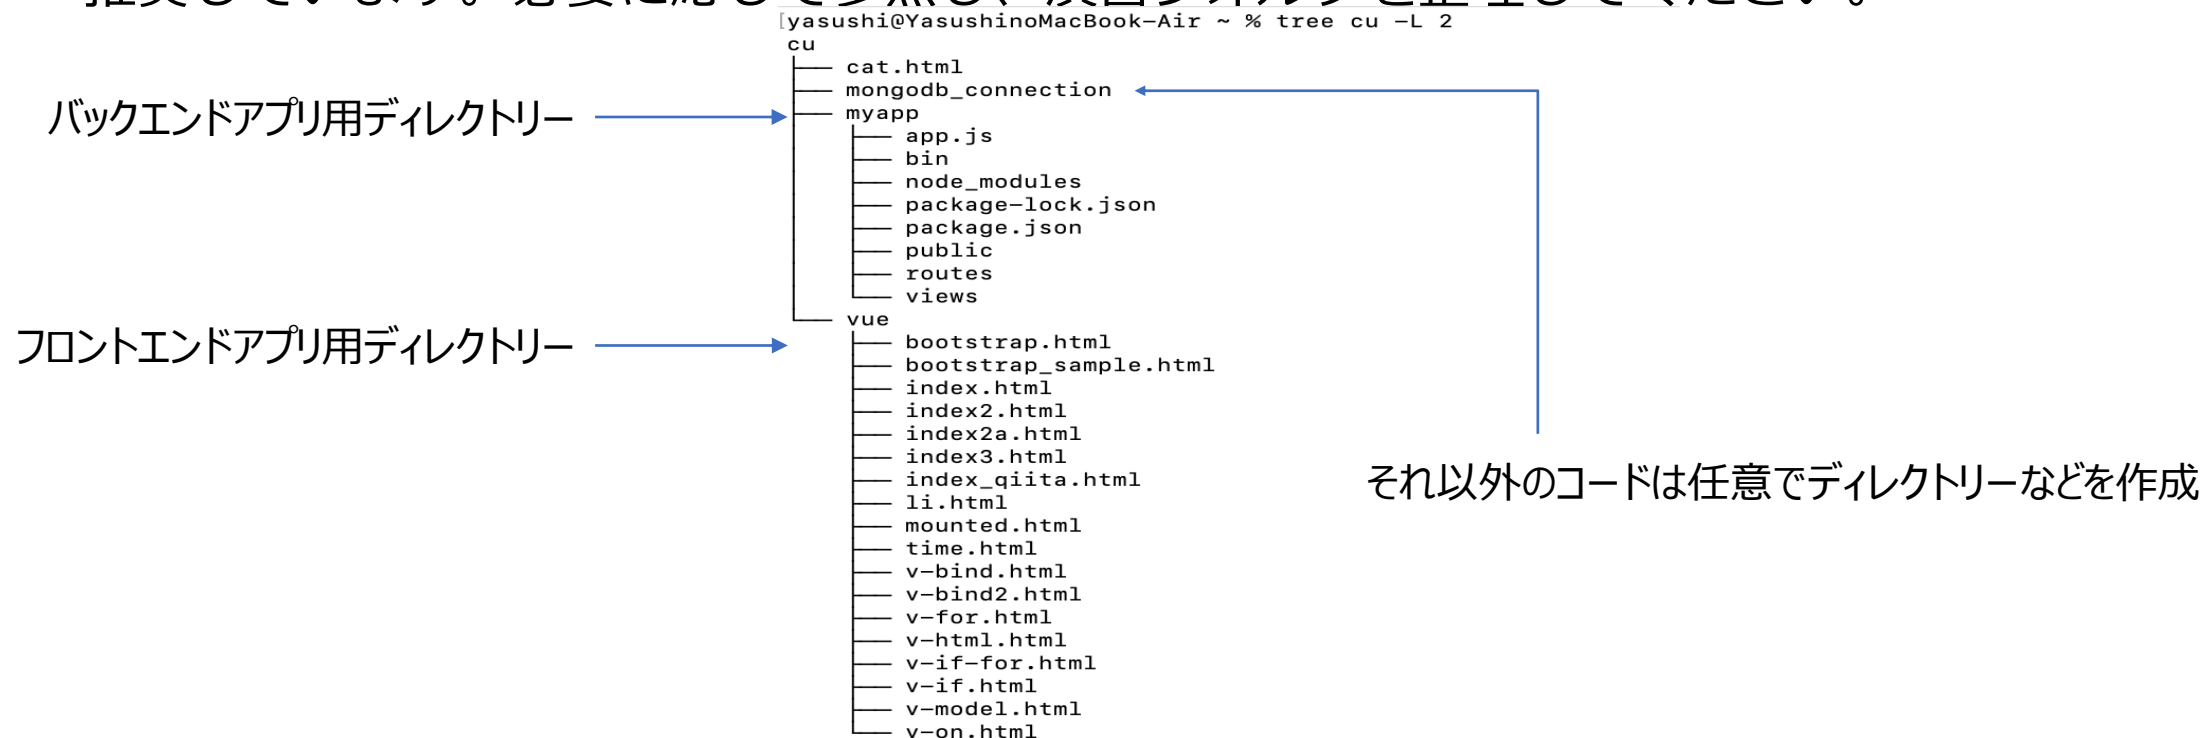 [yasushi@YasushinoMacBook-Air ~ % tree cu -L 2
cu
├── cat.html
├── mongodb_connection
バックエンドアプリ用ディレクトリー
├── myapp
│   ├── app.js
│   ├── bin
│   ├── node_modules
│   ├── package-lock.json
│   ├── package.json
│   ├── public
│   ├── routes
│   └── views
└── vue
フロントエンドアプリ用ディレクトリー
├── bootstrap.html
├── bootstrap_sample.html
├── index.html
├── index2.html
├── index2a.html
├── index3.html
├── index_qiita.html
それ以外のコードは任意でディレクトリーなどを作成
├── li.html
├── mounted.html
├── time.html
├── v-bind.html
├── v-bind2.html
├── v-for.html
├── v-html.html
├── v-if-for.html
├── v-if.html
├── v-model.html
└── v-on.html